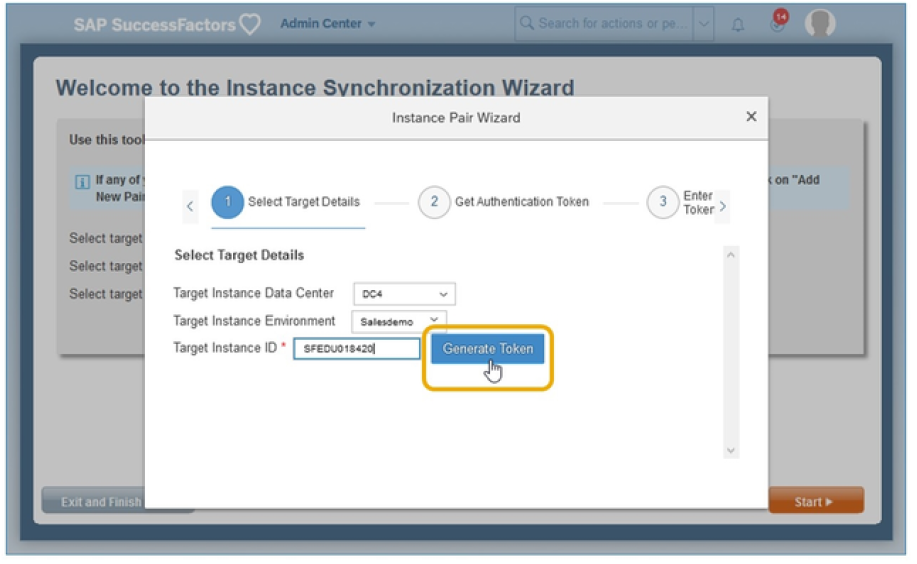 SAP SuccessFactors Admin Center
Search for actions or pe...
14
Welcome to the Instance Synchronization Wizard
Instance Pair Wizard
Use this tool
If any of
k on "Add
New Pair
1 Select Target Details
2 Get Authentication Token
3 Enter
Token
Select target
Select target
Select target
Select Target Details
Target Instance Data Center DC4
Target Instance Environment Salesdemo
Target Instance ID * SFEDU018420
Generate Token
Exit and Finish
Start